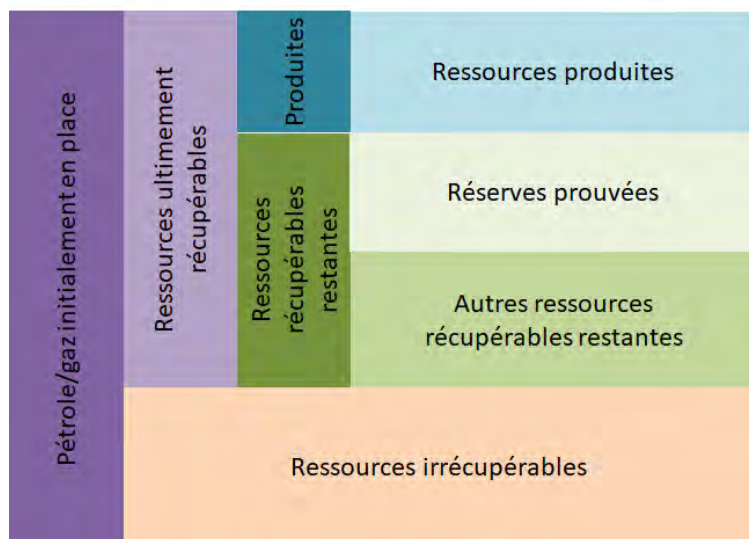 Pétrole/gaz initialement en place
Ressources ultimement
récupérables
Produites
Ressources produites
Ressources
récupérables
restantes
Réserves prouvées
Autres ressources
récupérables restantes
Ressources irrécupérables